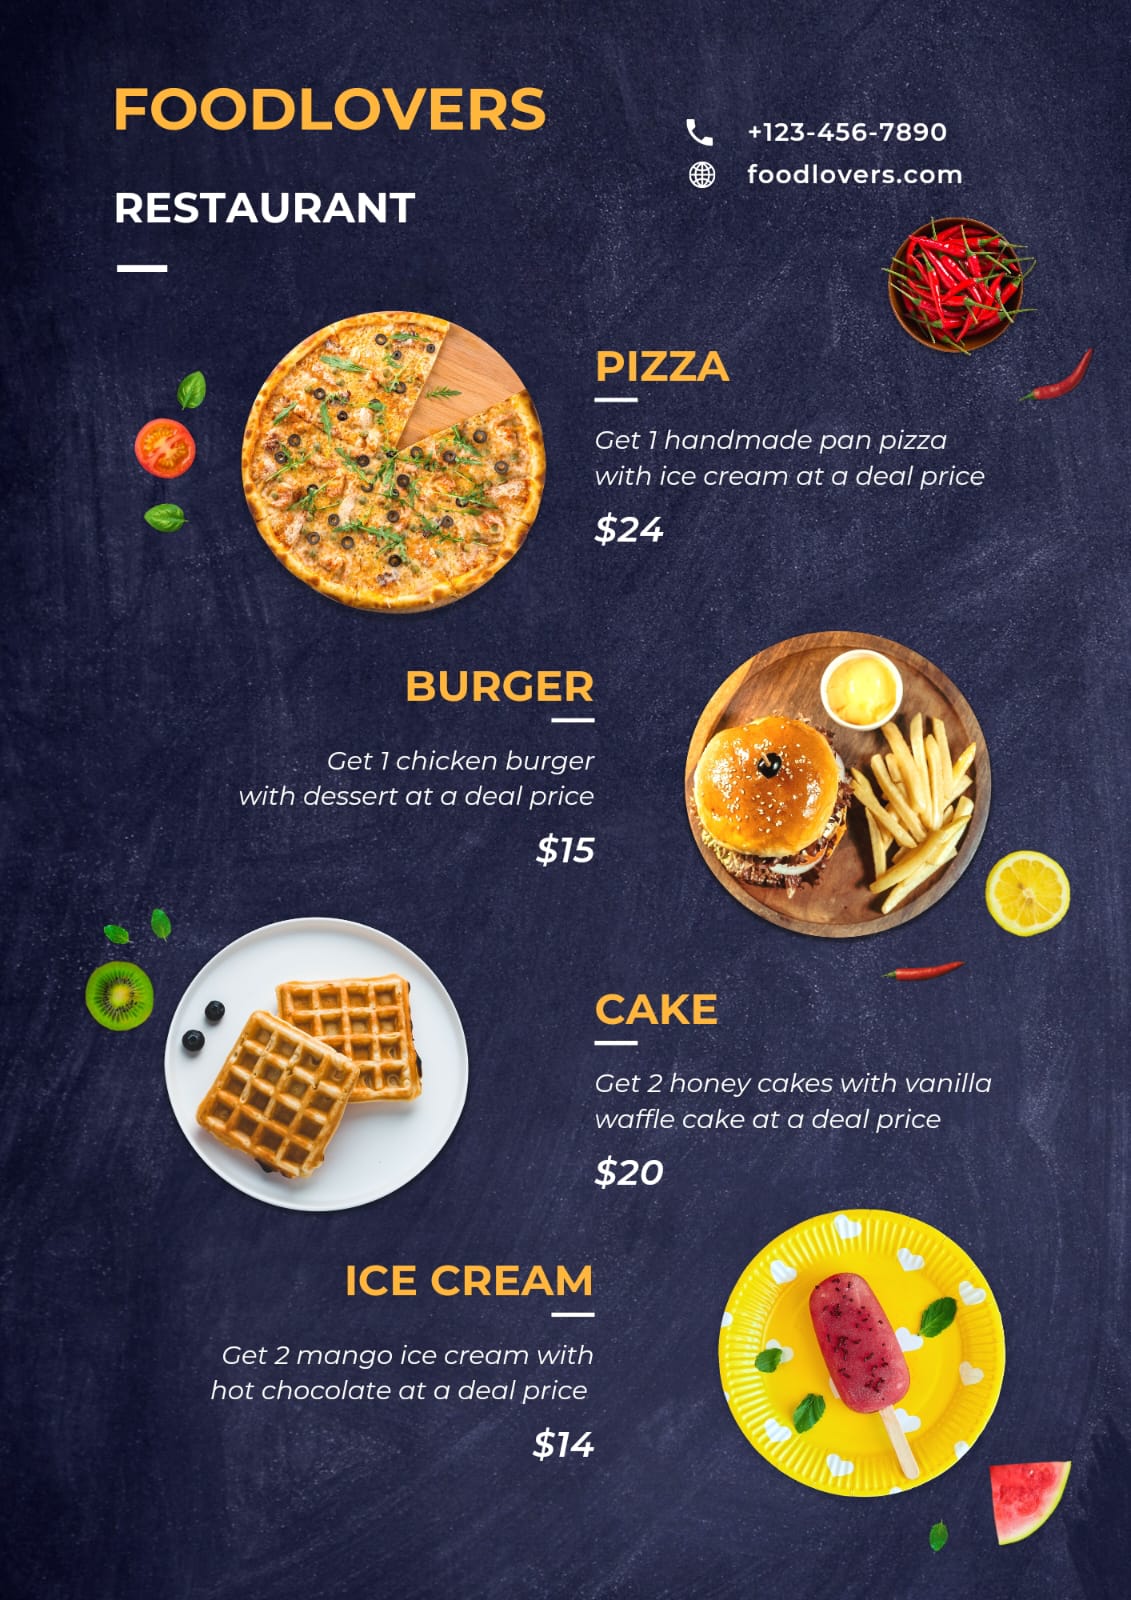 FOODLOVERS
RESTAURANT
+123-456-7890
foodlovers.com
PIZZA
Get 1 handmade pan pizza
with ice cream at a deal price
$24
BURGER
Get 1 chicken burger
with dessert at a deal price
$15
CAKE
Get 2 honey cakes with vanilla
waffle cake at a deal price
$20
ICE CREAM
Get 2 mango ice cream with
hot chocolate at a deal price
$14